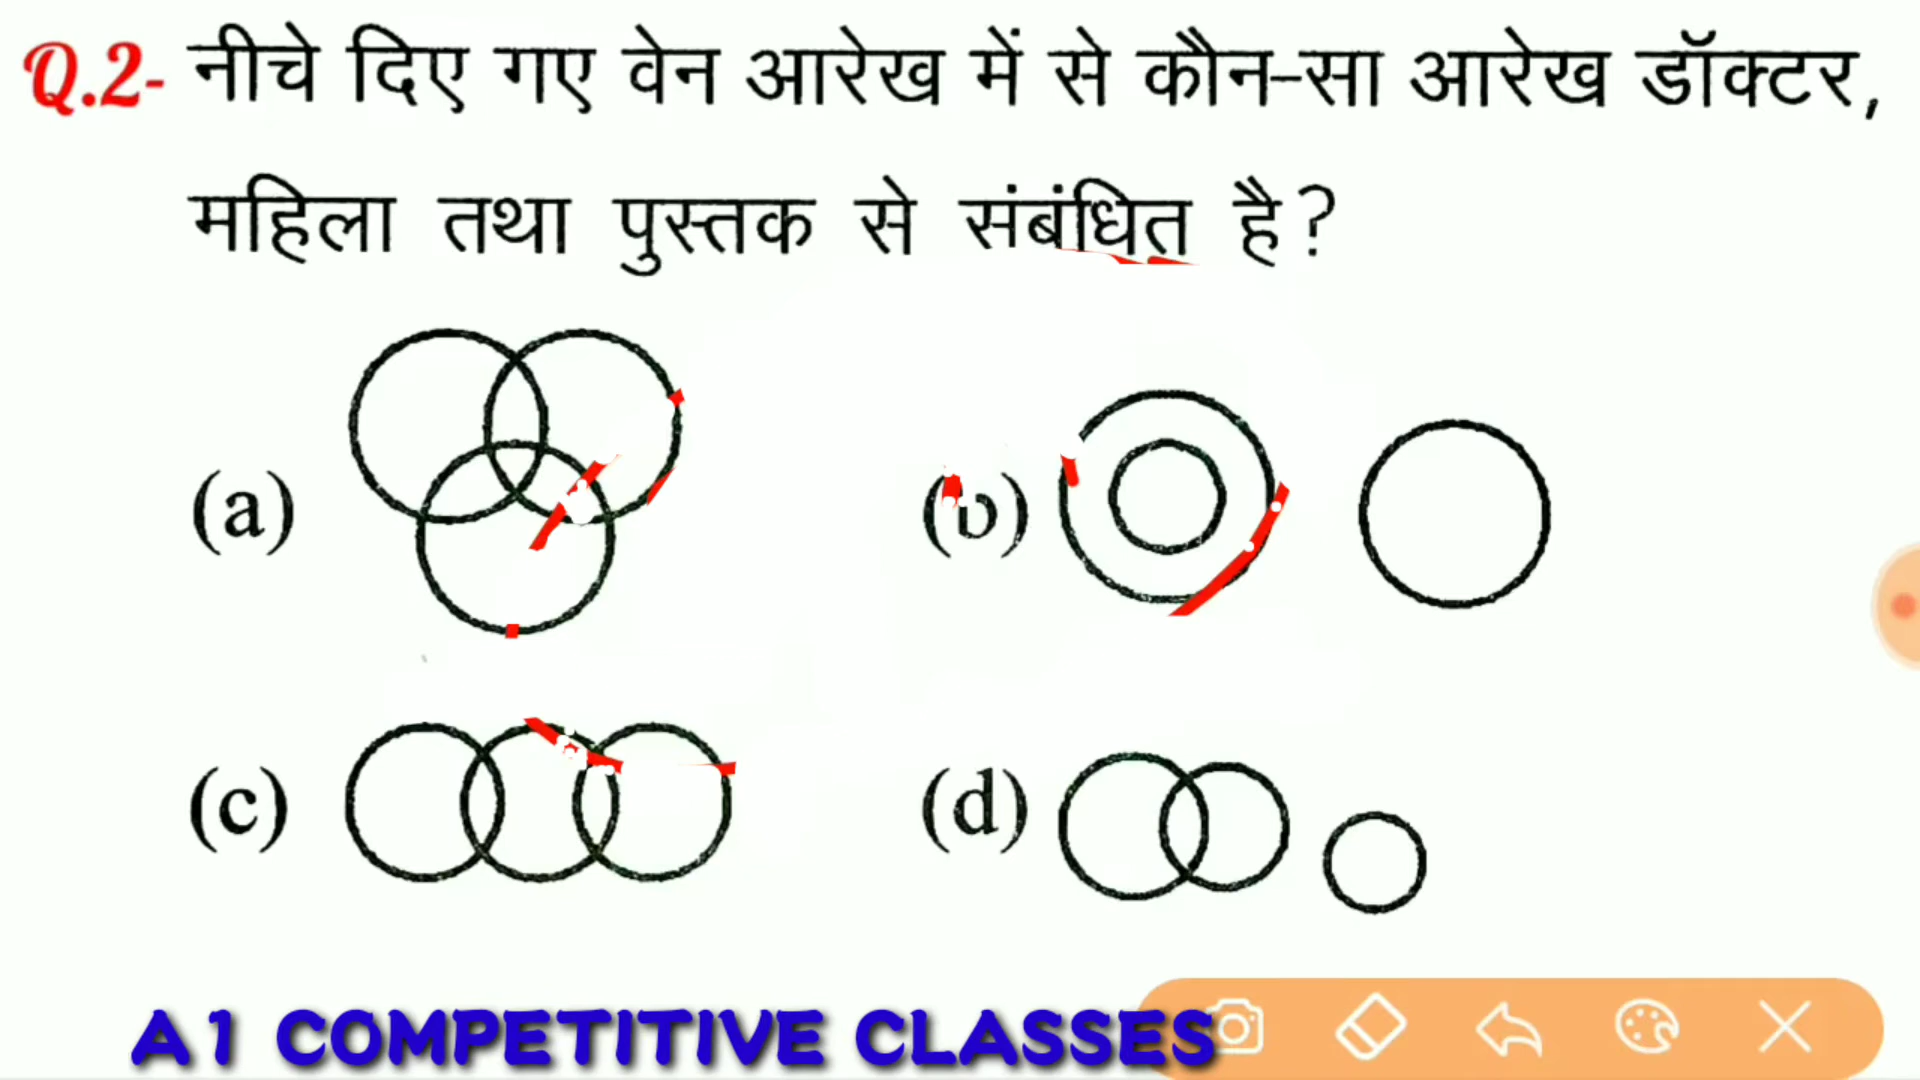 Q.2- नीचे दिए गए वेन आरेख में से कौन-सा आरेख डॉक्टर,
महिला तथा पुस्तक से संबंधित है?
(a)
(b)
(c)
(d)
A1 COMPETITIVE CLASSES